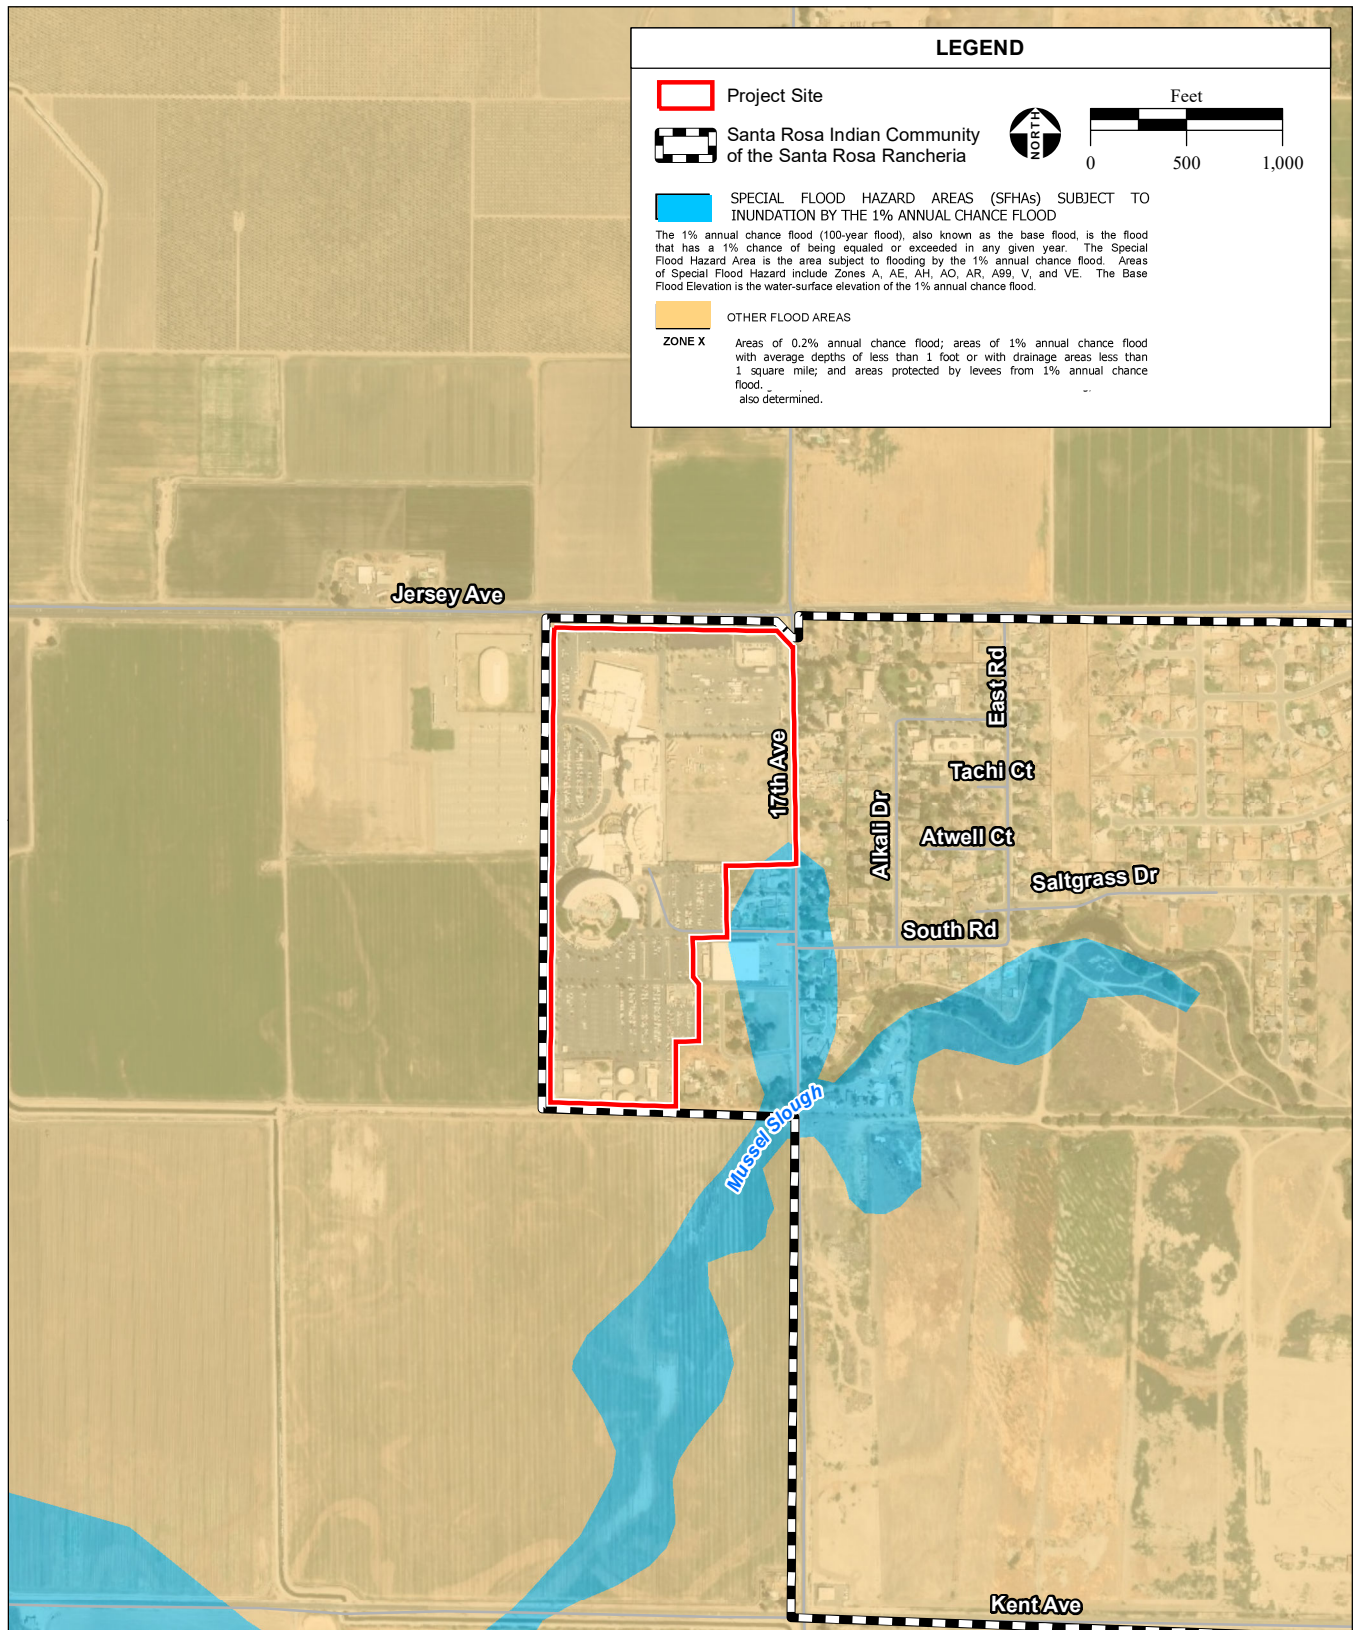 LEGEND
Project Site
Santa Rosa Indian Community
of the Santa Rosa Rancheria
NORTH
Feet
0 500 1,000
SPECIAL FLOOD HAZARD AREAS (SFHAs) SUBJECT TO
INUNDATION BY THE 1% ANNUAL CHANCE FLOOD
The 1% annual chance flood (100-year flood), also known as the base flood, is the flood
that has a 1% chance of being equaled or exceeded in any given year. The Special
Flood Hazard Area is the area subject to flooding by the 1% annual chance flood. Areas
of Special Flood Hazard include Zones A, AE, AH, AO, AR, A99, V, and VE. The Base
Flood Elevation is the water-surface elevation of the 1% annual chance flood.
OTHER FLOOD AREAS
ZONE X
Areas of 0.2% annual chance flood; areas of 1% annual chance flood
with average depths of less than 1 foot or with drainage areas less than
1 square mile; and areas protected by levees from 1% annual chance
flood.
also determined.
Jersey Ave
East Rd
17th Ave
Tachi Ct
Alkali Dr
Atwell Ct
Saltgrass Dr
South Rd
Mussel Slough
Kent Ave